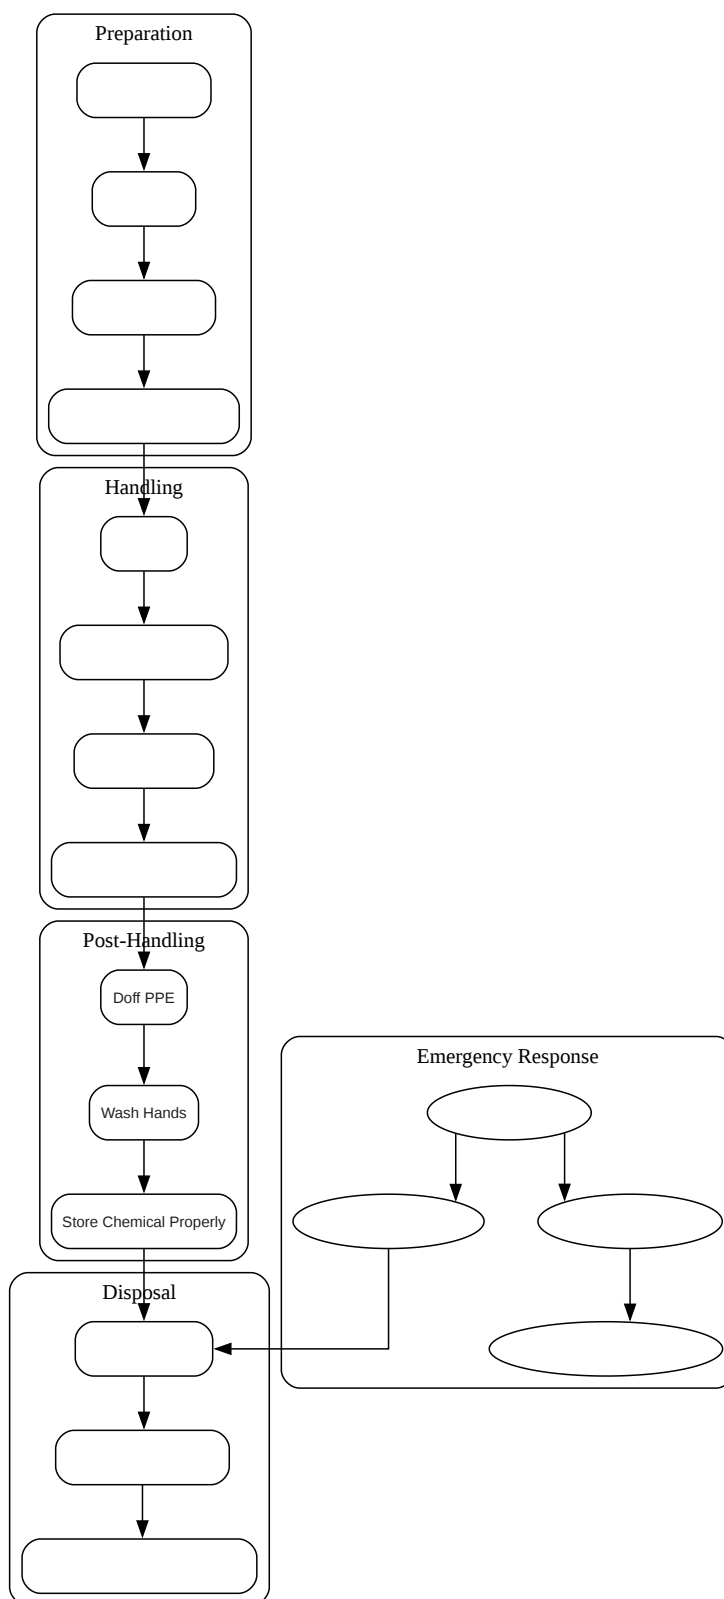 Preparation
Handling
Post-Handling
Doff PPE
Emergency Response
Wash Hands
Store Chemical Properly
Disposal